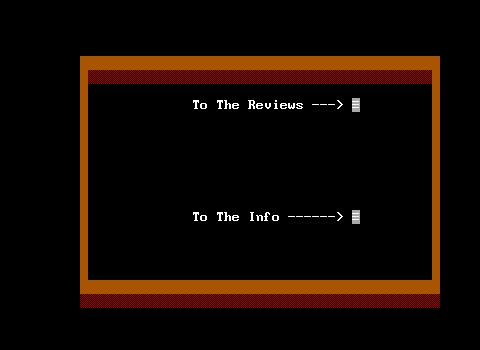 To The Reviews ---> ≡
To The Info ------> ≡